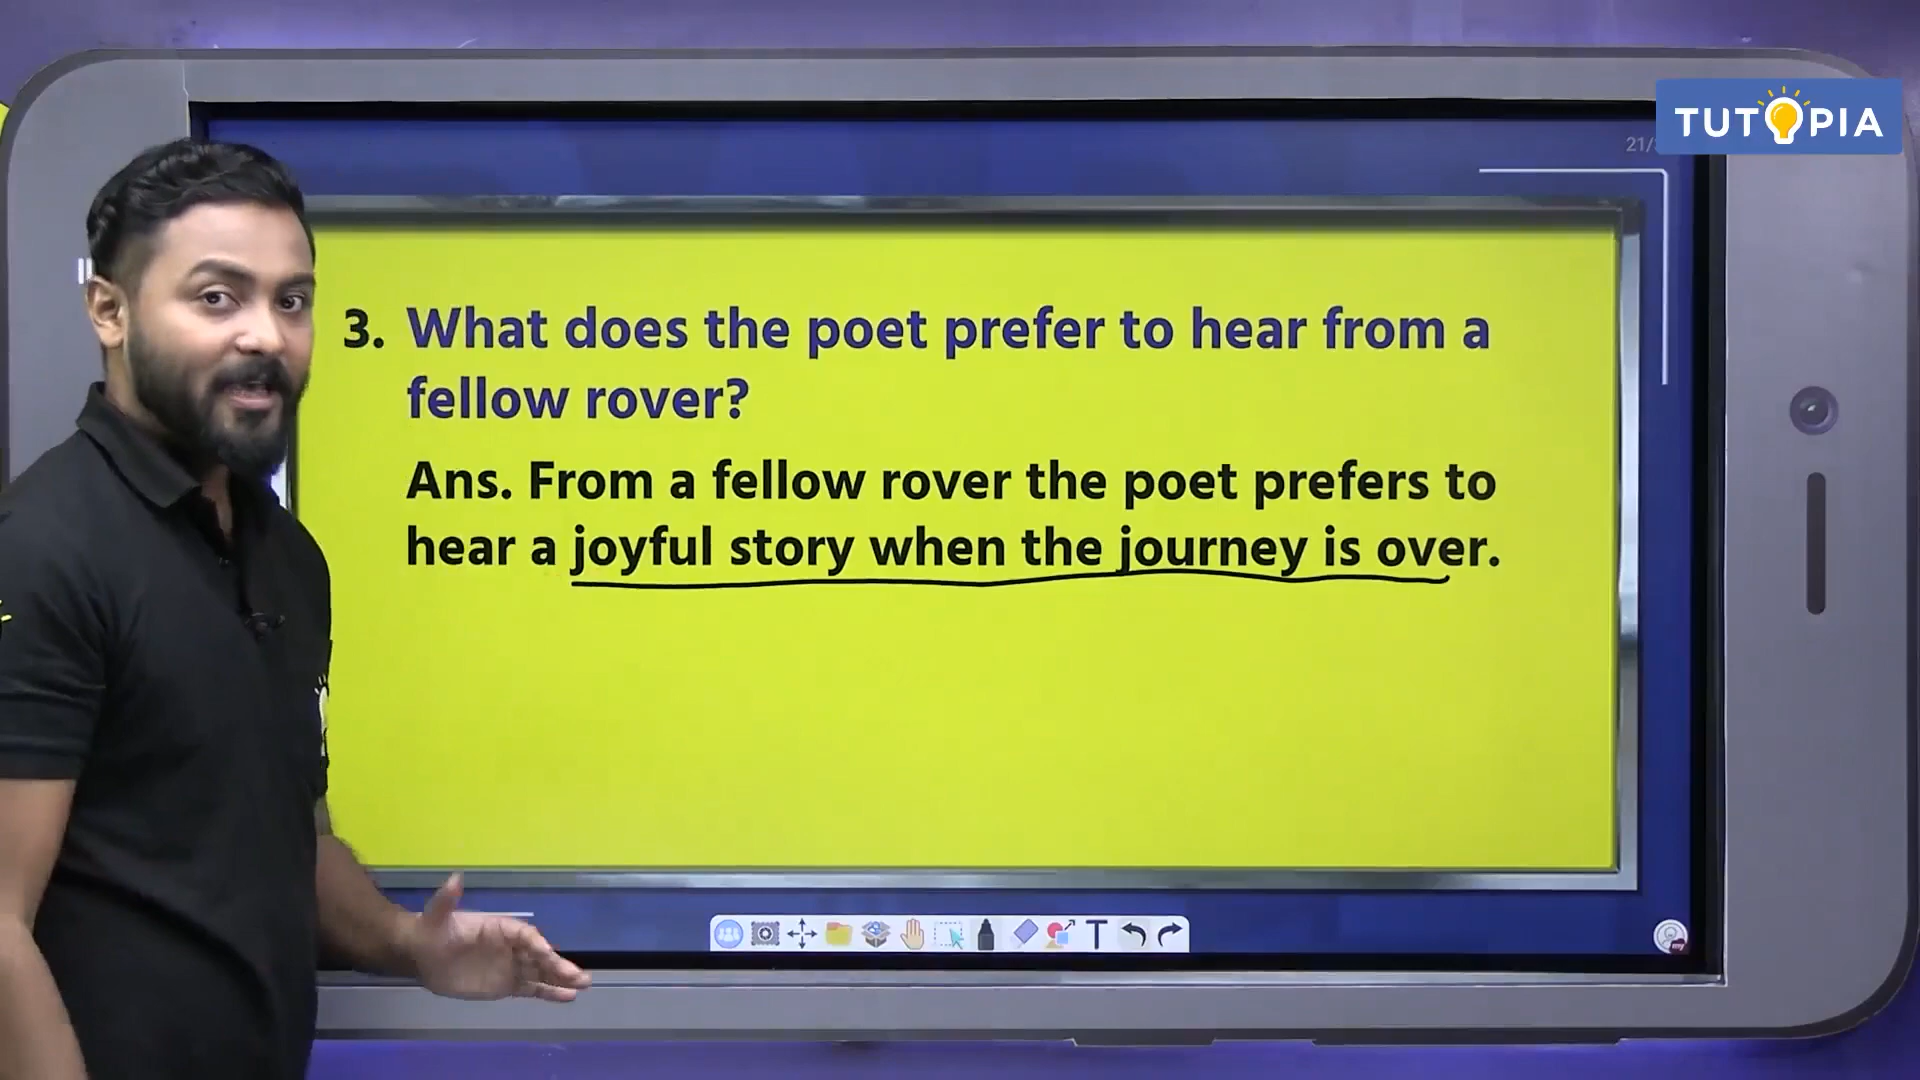 TUTOPIA
21/
3. What does the poet prefer to hear from a
fellow rover?
Ans. From a fellow rover the poet prefers to
hear a joyful story when the journey is over.
T